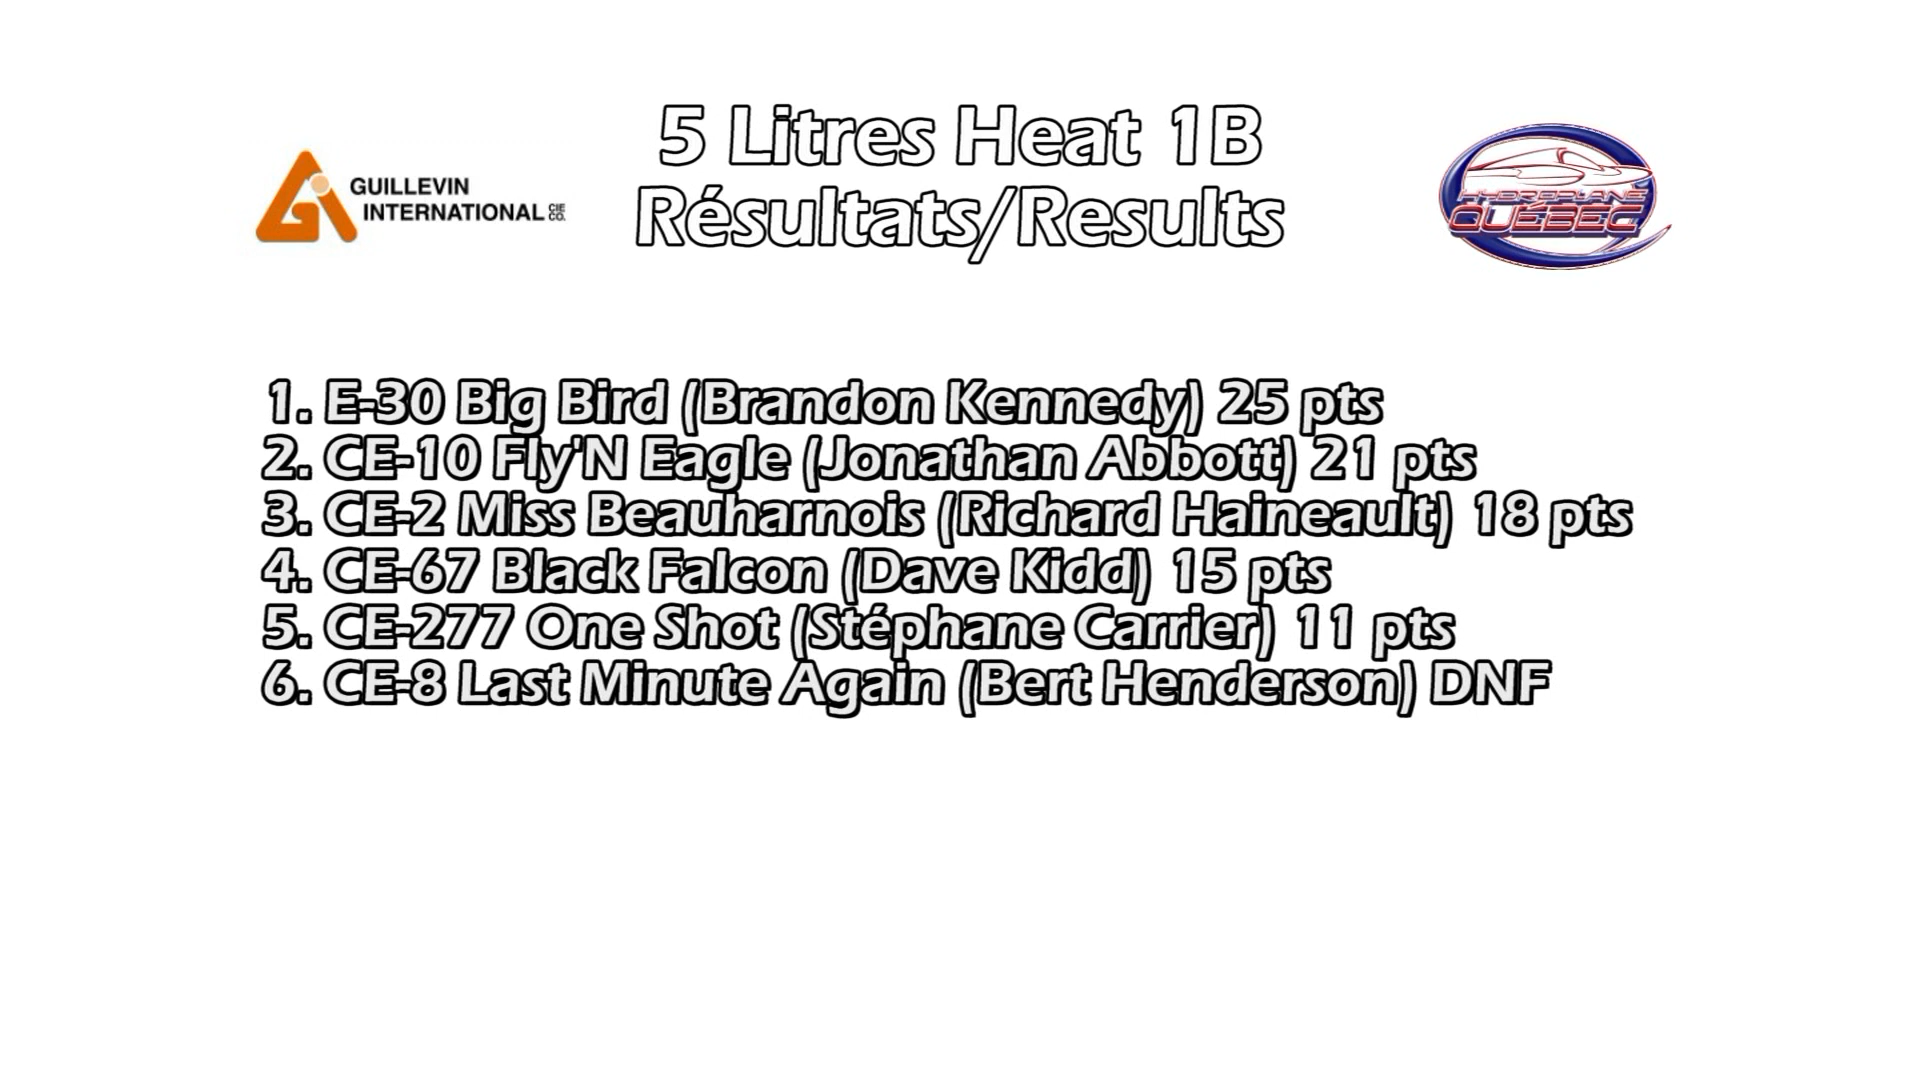 5 Litres Heat 1B
Résultats/Results
GUILLEVIN
INTERNATIONAL CIE CO.
HYDROPLANE
QUÉBEC
1. E-30 Big Bird (Brandon Kennedy) 25 pts
2. CE-10 Fly'N Eagle (Jonathan Abbott) 21 pts
3. CE-2 Miss Beauharnois (Richard Haineault) 18 pts
4. CE-67 Black Falcon (Dave Kidd) 15 pts
5. CE-277 One Shot (Stéphane Carrier) 11 pts
6. CE-8 Last Minute Again (Bert Henderson) DNF